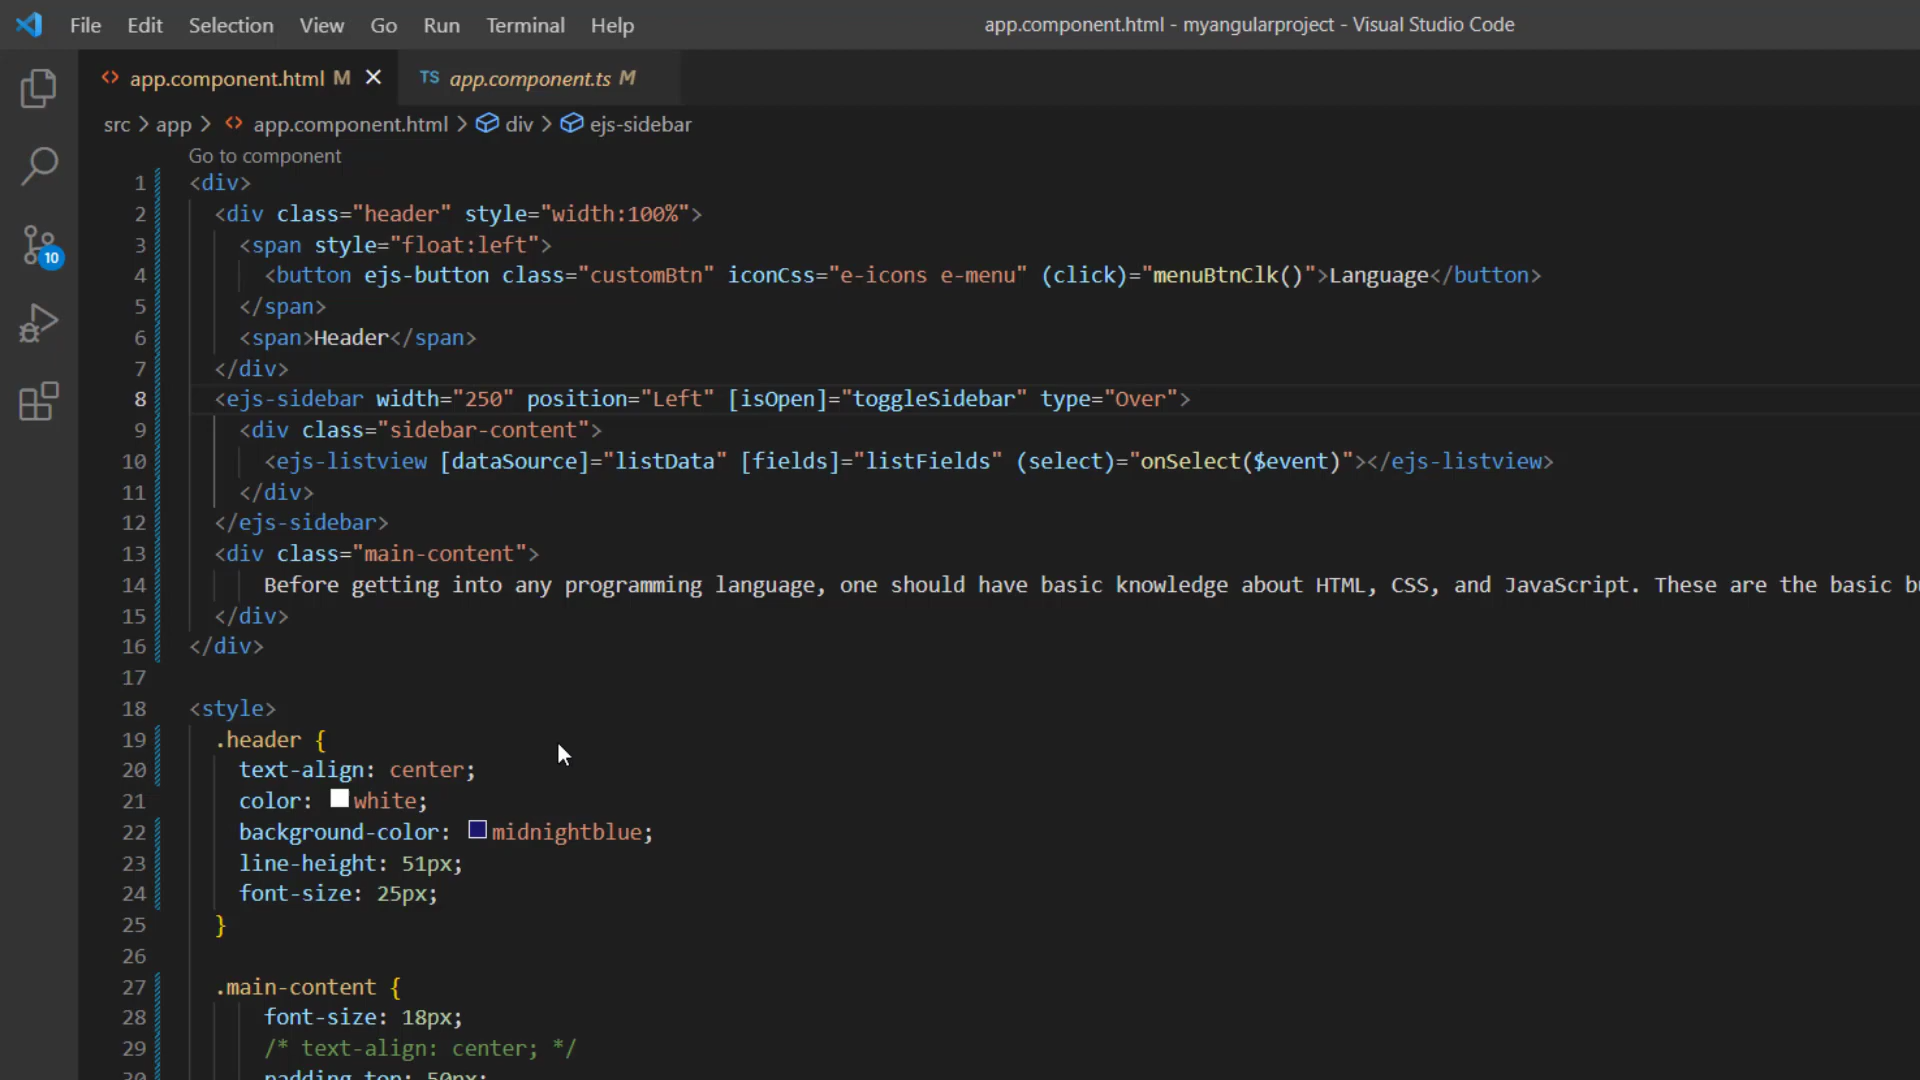 File Edit Selection View Go Run Terminal Help app.component.html - myangularproject - Visual Studio Code
app.component.html M TS app.component.ts M
src > app > app.component.html > div > ejs-sidebar
Go to component
1 <div>
2 <div class="header" style="width:100%">
3 <span style="float:left">
10
4 <button ejs-button class="customBtn" iconCss="e-icons e-menu" (click)="menuBtnClk()">Language</button>
5 </span>
6 <span>Header</span>
7 </div>
8 <ejs-sidebar width="250" position="Left" [isOpen]="toggleSidebar" type="Over">
9 <div class="sidebar-content">
10 <ejs-listview [dataSource]="listData" [fields]="listFields" (select)="onSelect($event)"></ejs-listview>
11 </div>
12 </ejs-sidebar>
13 <div class="main-content">
14 Before getting into any programming language, one should have basic knowledge about HTML, CSS, and JavaScript. These are the basic
15 </div>
16 </div>
17
18 <style>
19 .header {
20 text-align: center;
21 color: white;
22 background-color: midnightblue;
23 line-height: 51px;
24 font-size: 25px;
25 }
26
27 .main-content {
28 font-size: 18px;
29 /* text-align: center; */
30 padding-top: 50px;